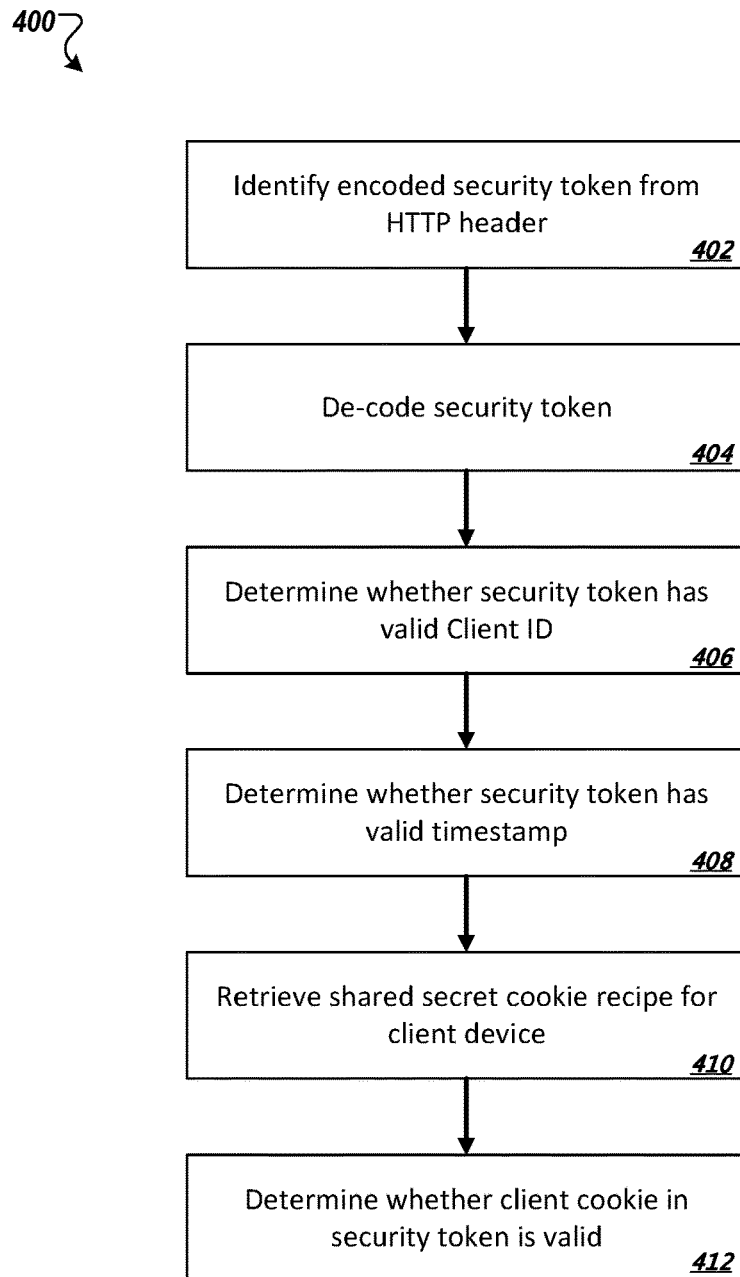 400
Identify encoded security token from
HTTP header
402
De-code security token
404
Determine whether security token has
valid Client ID
406
Determine whether security token has
valid timestamp
408
Retrieve shared secret cookie recipe for
client device
410
Determine whether client cookie in
security token is valid
412